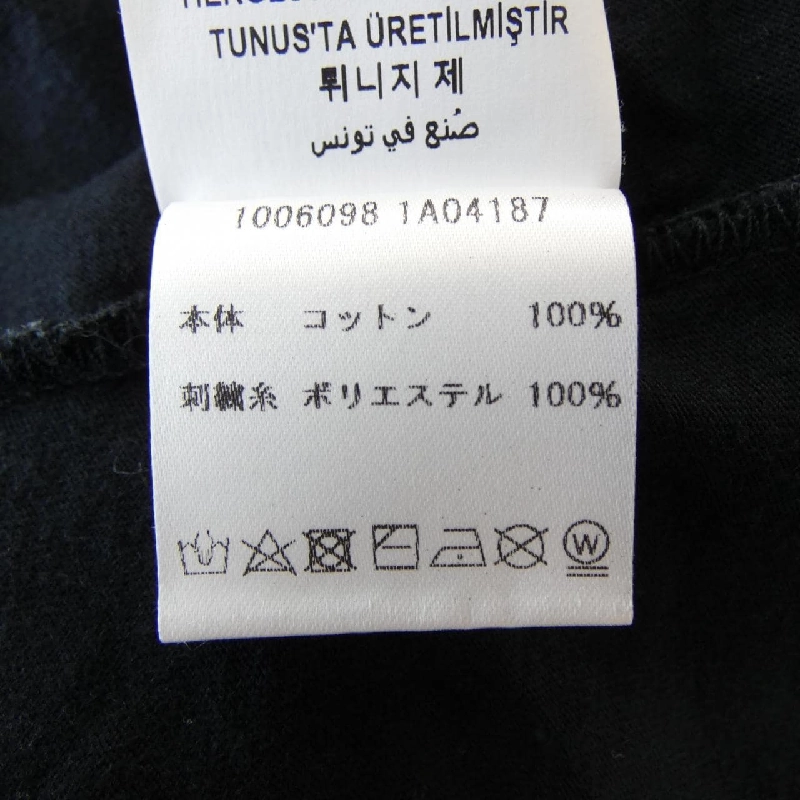 TUNUS'TA ÜRETİLMİŞTİR
튀니지 제
صُنع في تونس
1006098 1A04187
本体 コットン 100%
刺繍糸 ポリエステル 100%
W